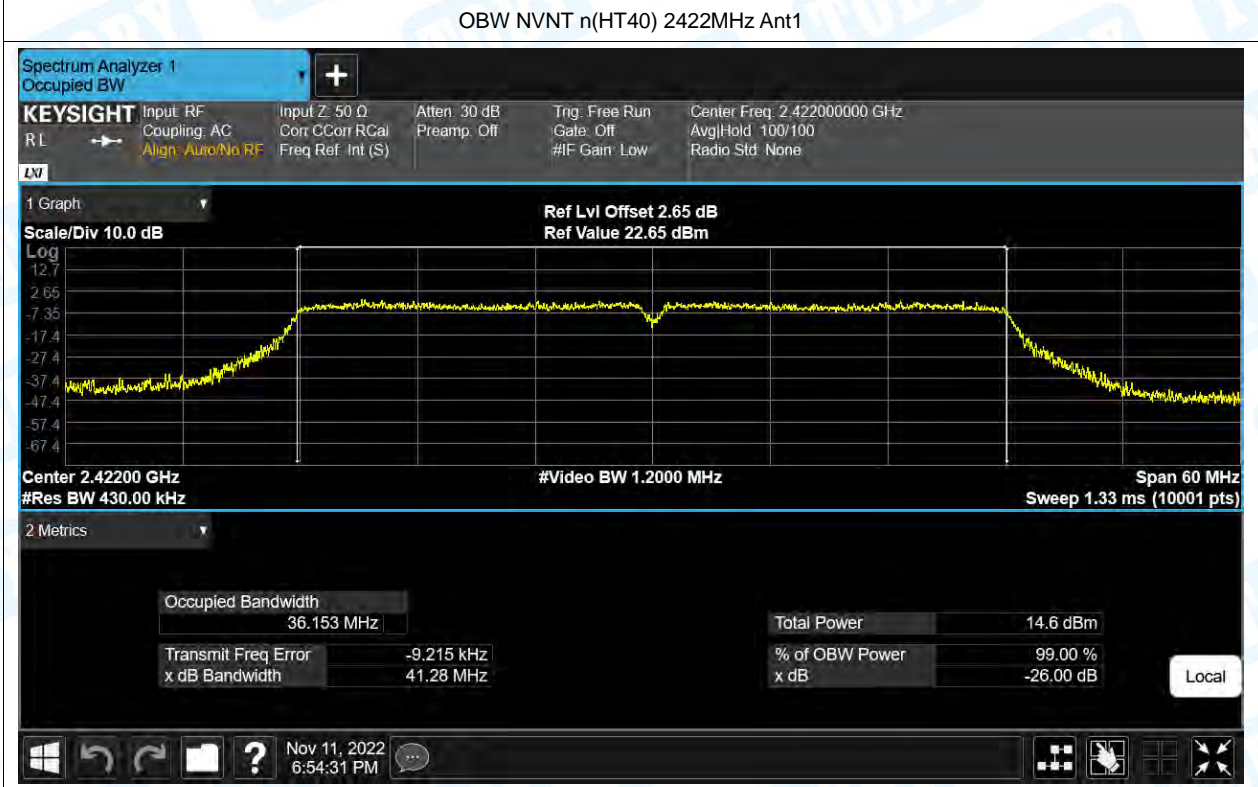 OBW NVNT n(HT40) 2422MHz Ant1
Spectrum Analyzer 1
Occupied BW
+
KEYSIGHT
R L
LXI
Input: RF
Coupling: AC
Align: Auto/No RF
Input Z: 50 Ω
Corr CCorr RCal
Freq Ref: Int (S)
Atten: 30 dB
Preamp: Off
Trig: Free Run
Gate: Off
#IF Gain: Low
Center Freq: 2.422000000 GHz
Avg|Hold: 100/100
Radio Std: None
1 Graph
Scale/Div 10.0 dB
Ref Lvl Offset 2.65 dB
Ref Value 22.65 dBm
Log
12.7
2.65
-7.35
-17.4
-27.4
-37.4
-47.4
-57.4
-67.4
Center 2.42200 GHz
#Video BW 1.2000 MHz
Span 60 MHz
#Res BW 430.00 kHz
Sweep 1.33 ms (10001 pts)
2 Metrics
Occupied Bandwidth
36.153 MHz
Total Power 14.6 dBm
Transmit Freq Error -9.215 kHz
% of OBW Power 99.00 %
x dB Bandwidth 41.28 MHz
x dB -26.00 dB
Local
?
Nov 11, 2022
6:54:31 PM